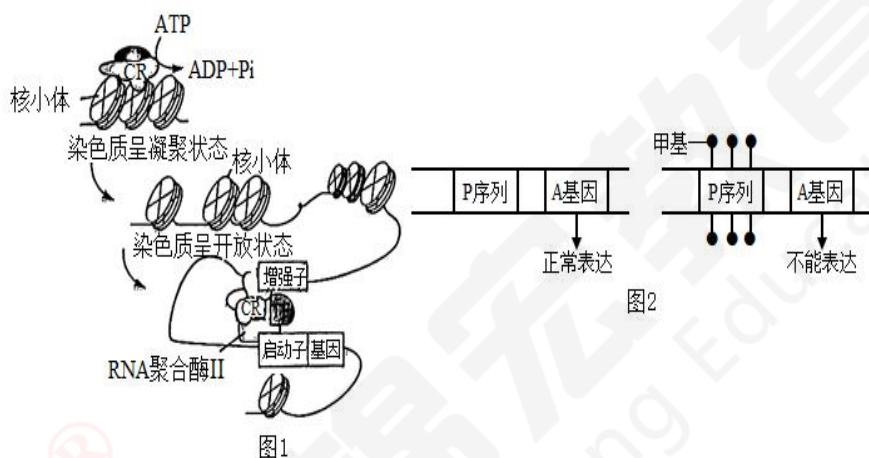 ATP
CR
ADP+Pi
核小体
染色质呈凝聚状态
核小体
染色质呈开放状态
增强子
CR
启动子 基因
RNA聚合酶II
图1
P序列 A基因
正常表达
甲基
P序列 A基因
不能表达
图2